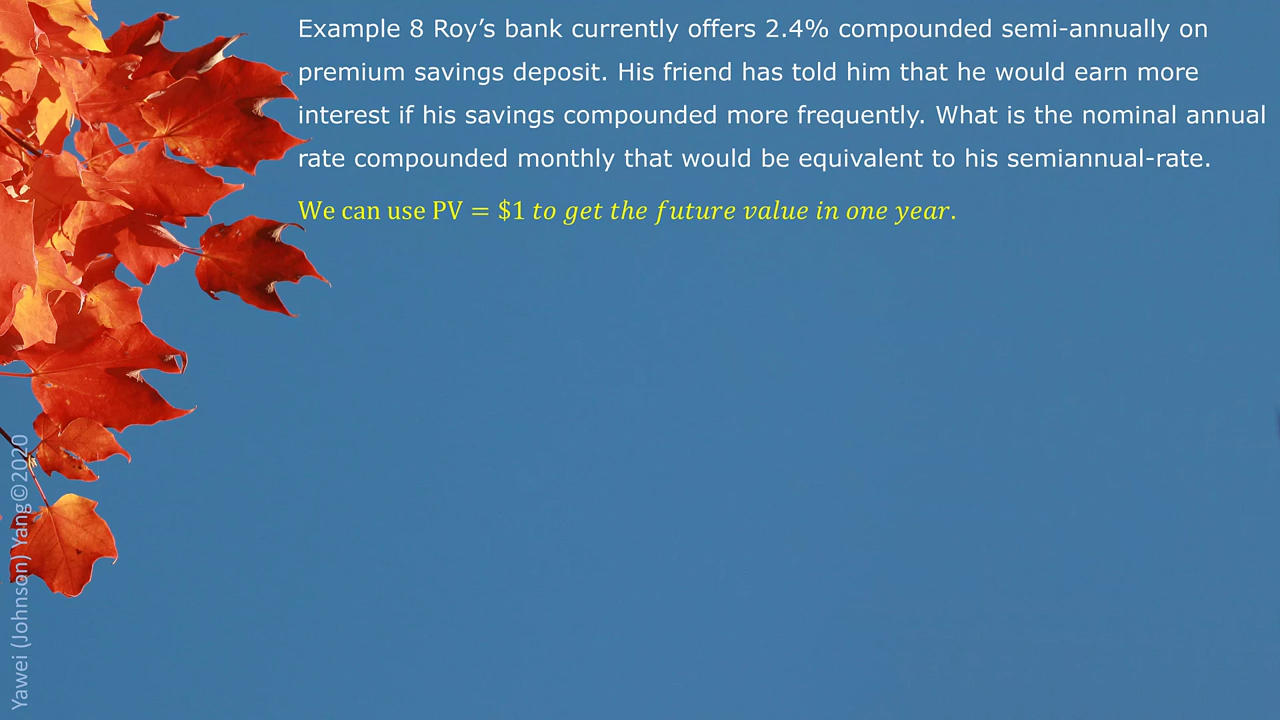 Example 8 Roy’s bank currently offers 2.4% compounded semi-annually on
premium savings deposit. His friend has told him that he would earn more
interest if his savings compounded more frequently. What is the nominal annual
rate compounded monthly that would be equivalent to his semiannual-rate.
We can use PV = $1 to get the future value in one year.
Yawei (Johnson) Yang©2020